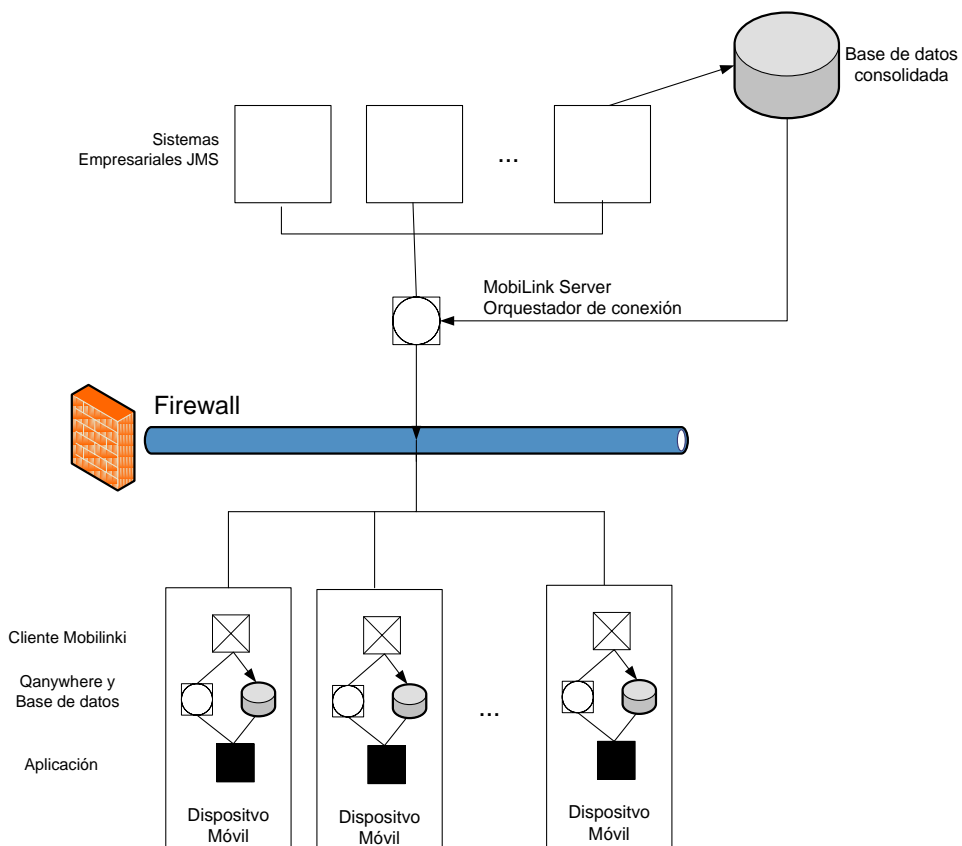 Base de datos
consolidada
Sistemas
Empresariales JMS
...
MobiLink Server
Orquestador de conexión
Firewall
Cliente Mobilinki
Qanywhere y
Base de datos
...
Aplicación
Dispositvo
Móvil
Dispositvo
Móvil
Dispositvo
Móvil